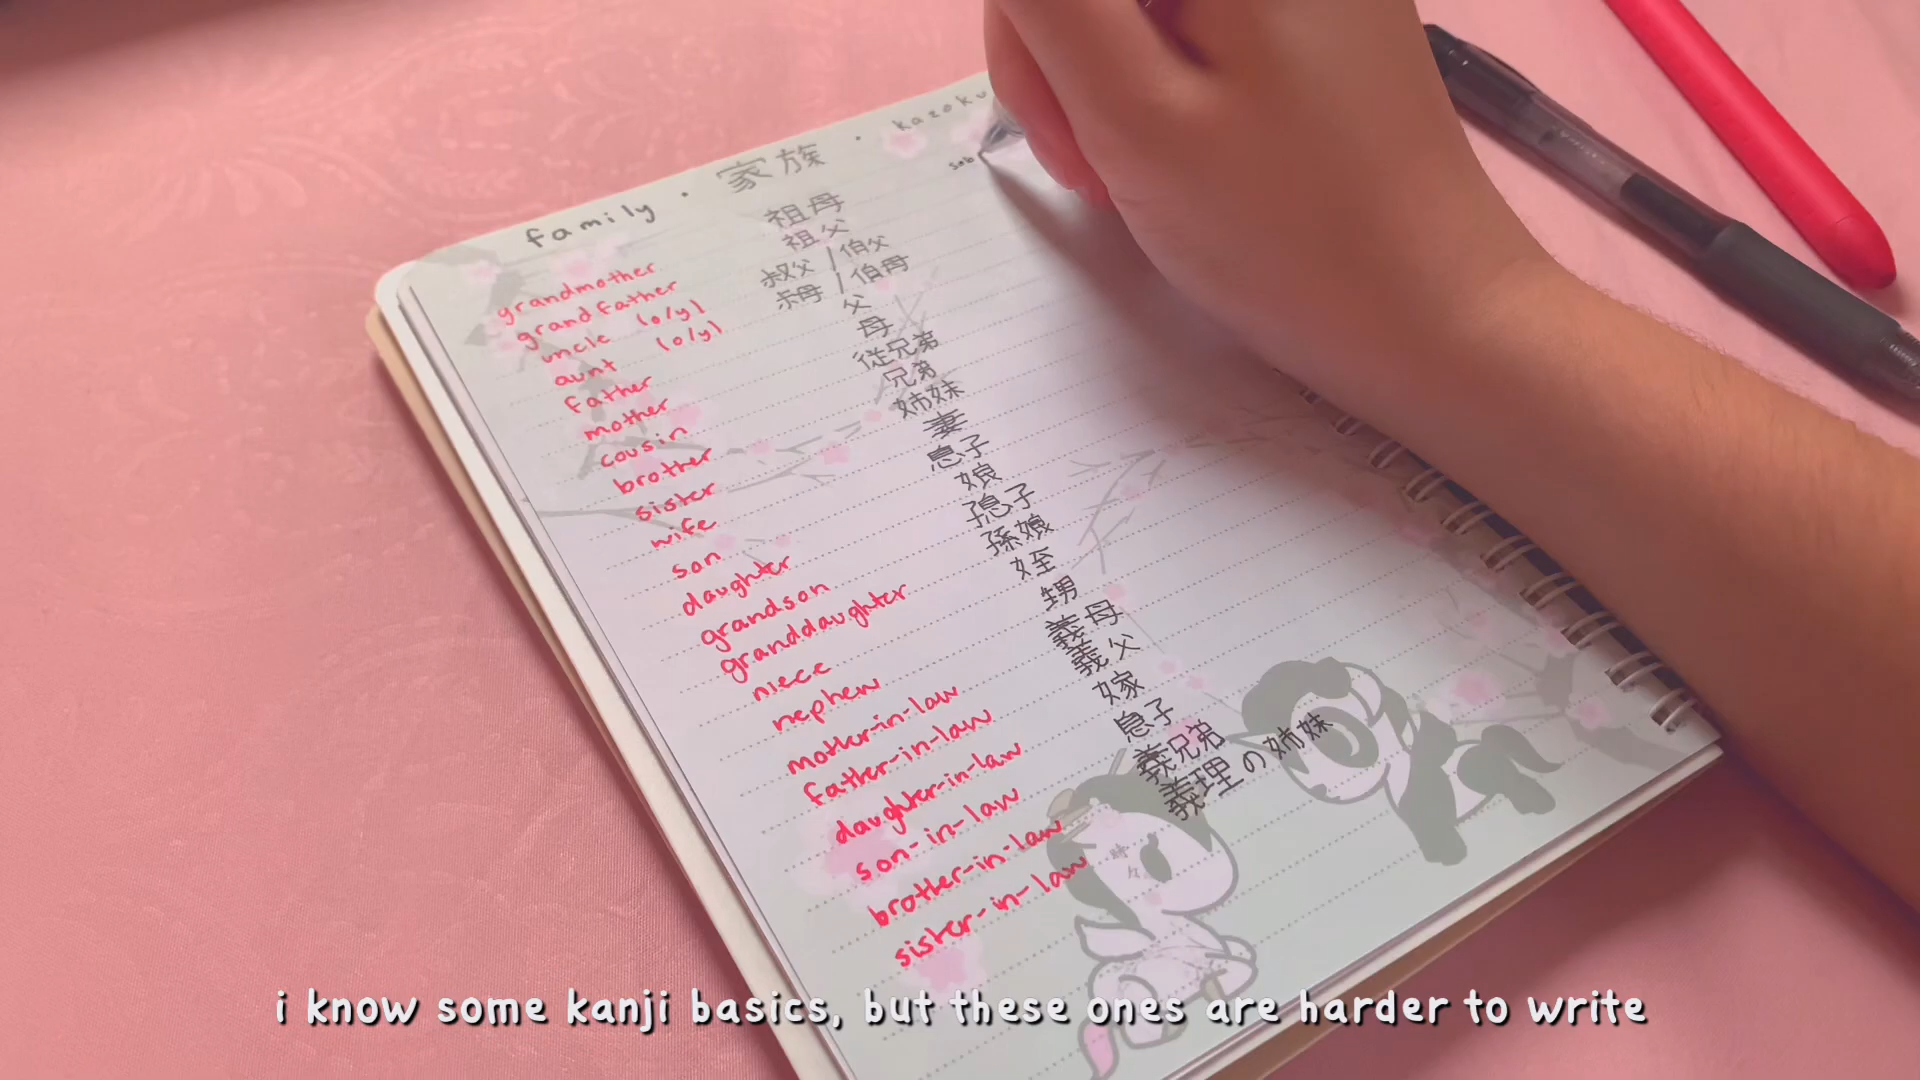 family · 家族 · kazoku
grandmother 祖母 sob
grandfather 祖父
uncle (o/y) 叔父 / 伯父
aunt (o/y) 叔母 / 伯母
father 父
mother 母
cousin 従兄弟
brother 兄弟
sister 姉妹
wife 妻
son 息子
daughter 娘
grandson 孫息子
granddaughter 孫娘
niece 姪
nephew 甥
mother-in-law 義母
father-in-law 義父
daughter-in-law 嫁
son-in-law 息子
brother-in-law 義兄弟
sister-in-law 義理の姉妹
i know some kanji basics, but these ones are harder to write